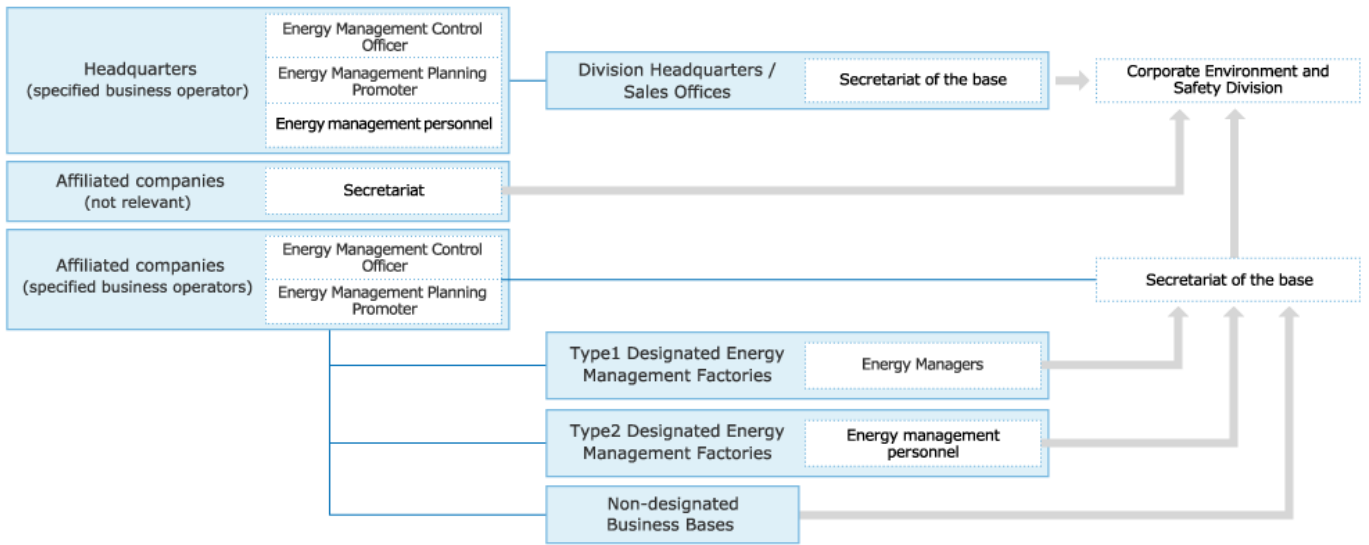 Headquarters
(specified business operator)
Energy Management Control
Officer
Energy Management Planning
Promoter
Energy management personnel
Division Headquarters /
Sales Offices
Secretariat of the base
Corporate Environment and
Safety Division
Affiliated companies
(not relevant)
Secretariat
Affiliated companies
(specified business operators)
Energy Management Control
Officer
Energy Management Planning
Promoter
Secretariat of the base
Type1 Designated Energy
Management Factories
Energy Managers
Type2 Designated Energy
Management Factories
Energy management
personnel
Non-designated
Business Bases